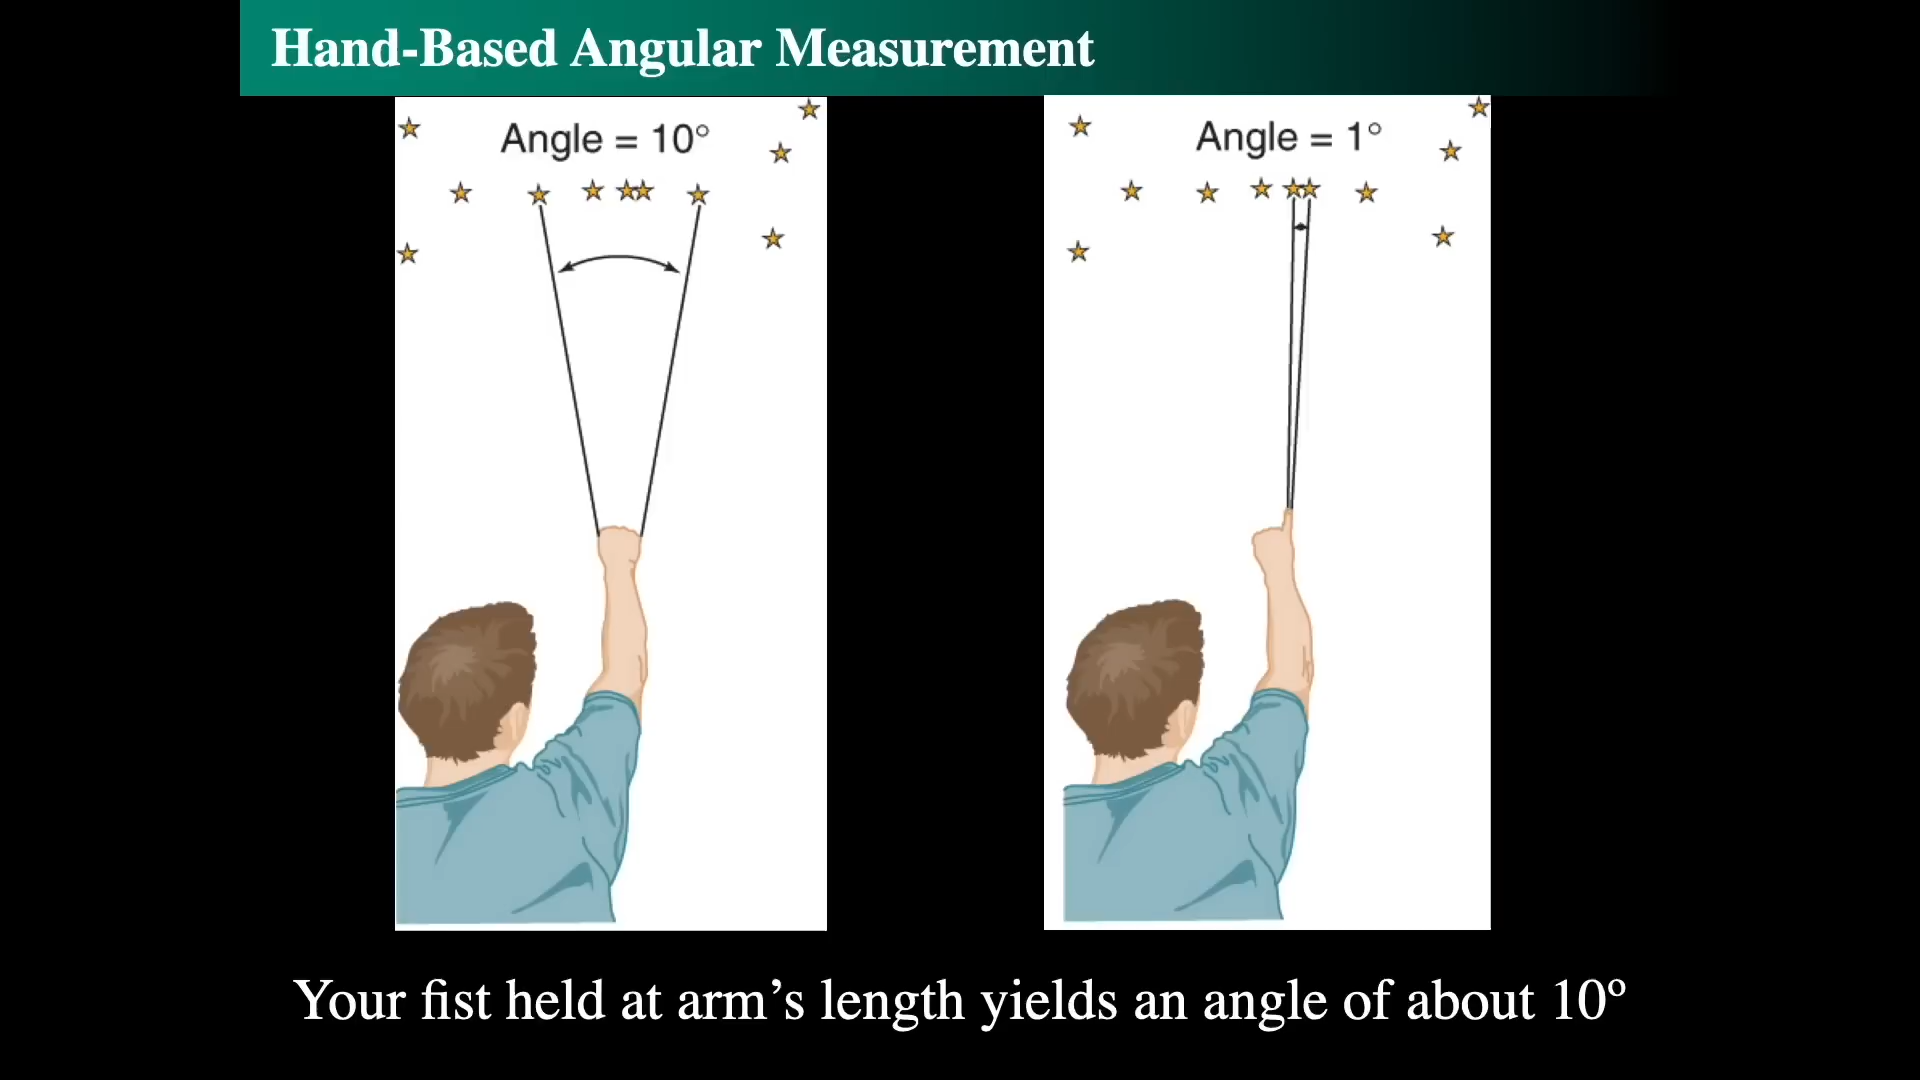 Hand-Based Angular Measurement
Angle = 10°
Angle = 1°
Your fist held at arm’s length yields an angle of about 10º